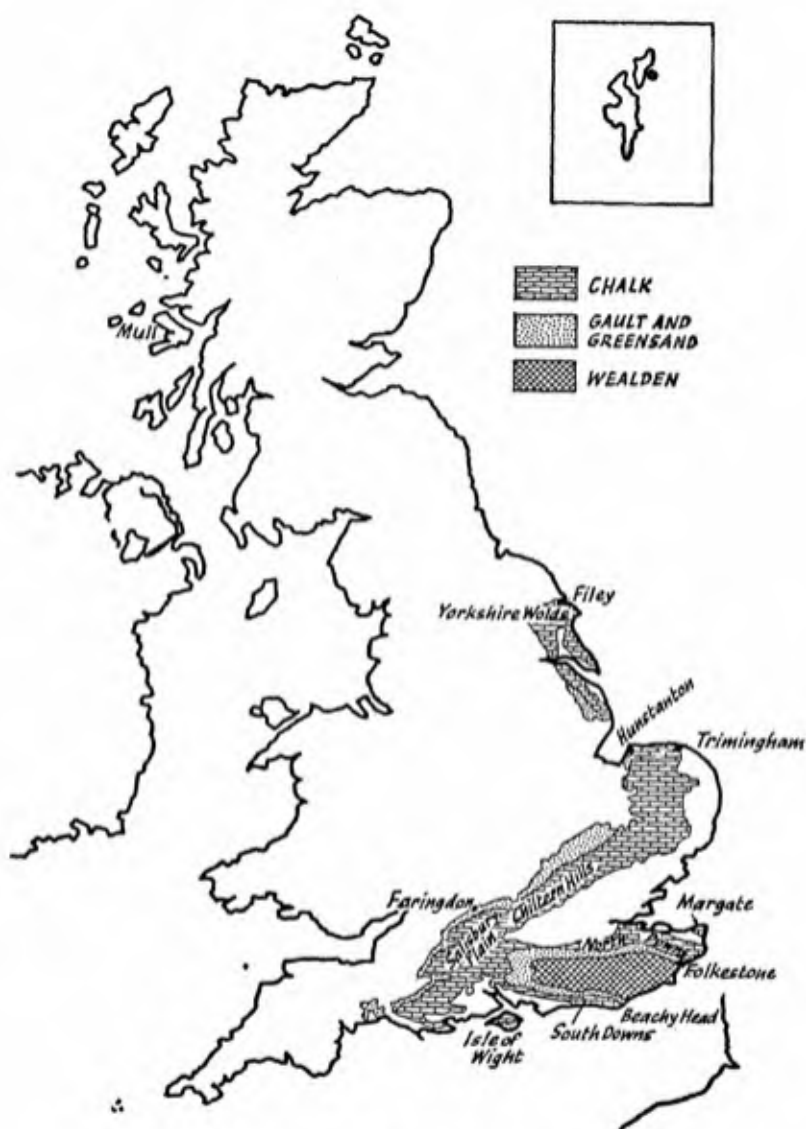 CHALK
GAULT AND
GREENSAND
WEALDEN
Mull
Filey
Yorkshire Wolds
Hunstanton
Trimingham
Chiltern Hills
Faringdon
Salisbury
Plain
Margate
North Downs
Folkestone
Beachy Head
South Downs
Isle of
Wight